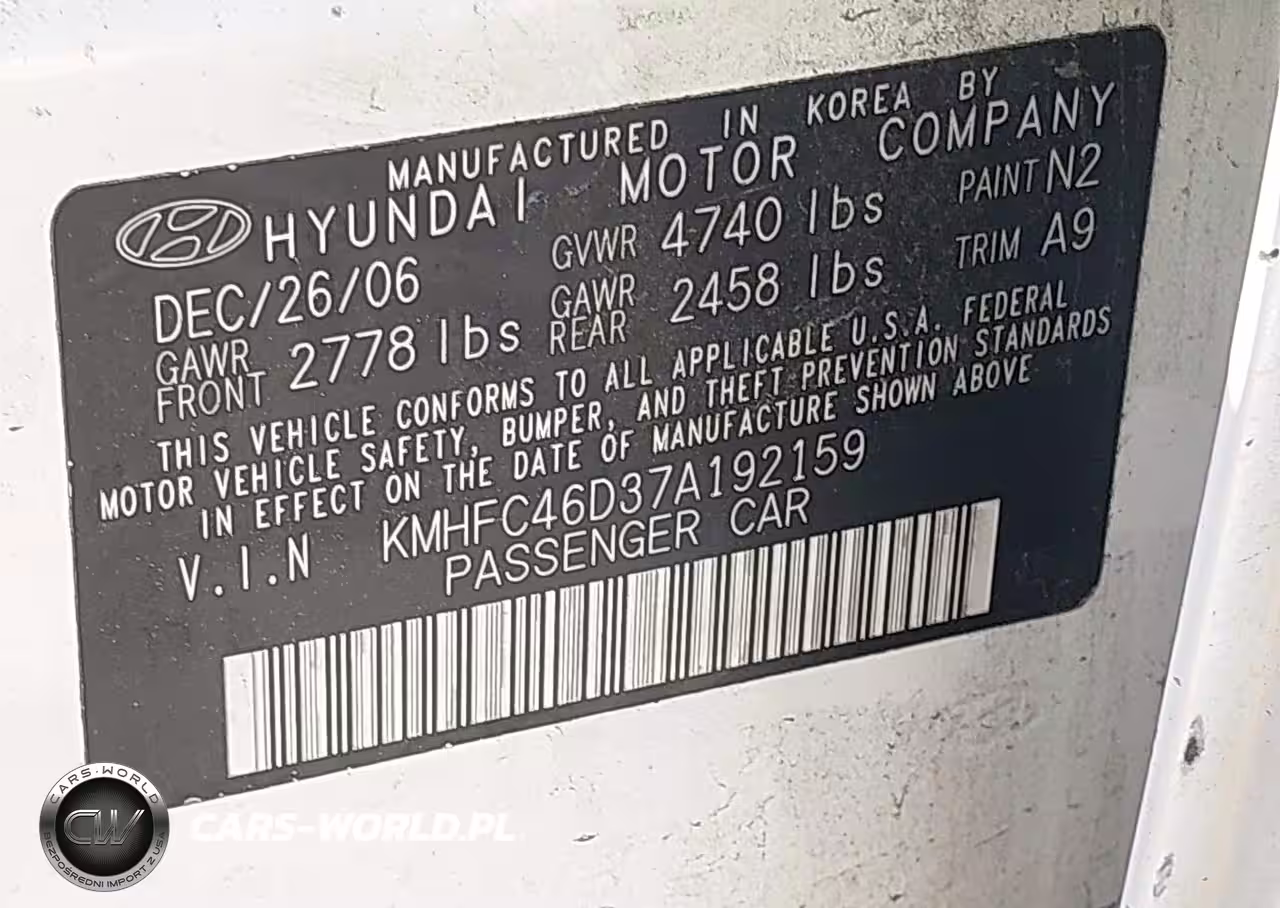 MANUFACTURED IN KOREA BY
HYUNDAI MOTOR COMPANY
DEC/26/06 GVWR 4740 lbs PAINT N2
GAWR FRONT 2778 lbs GAWR REAR 2458 lbs TRIM A9
THIS VEHICLE CONFORMS TO ALL APPLICABLE U.S.A. FEDERAL
MOTOR VEHICLE SAFETY, BUMPER, AND THEFT PREVENTION STANDARDS
IN EFFECT ON THE DATE OF MANUFACTURE SHOWN ABOVE
V.I.N KMHFC46D37A192159
PASSENGER CAR
CARS-WORLD
CW
BEZPOŚREDNI IMPORT Z USA
CARS-WORLD.PL